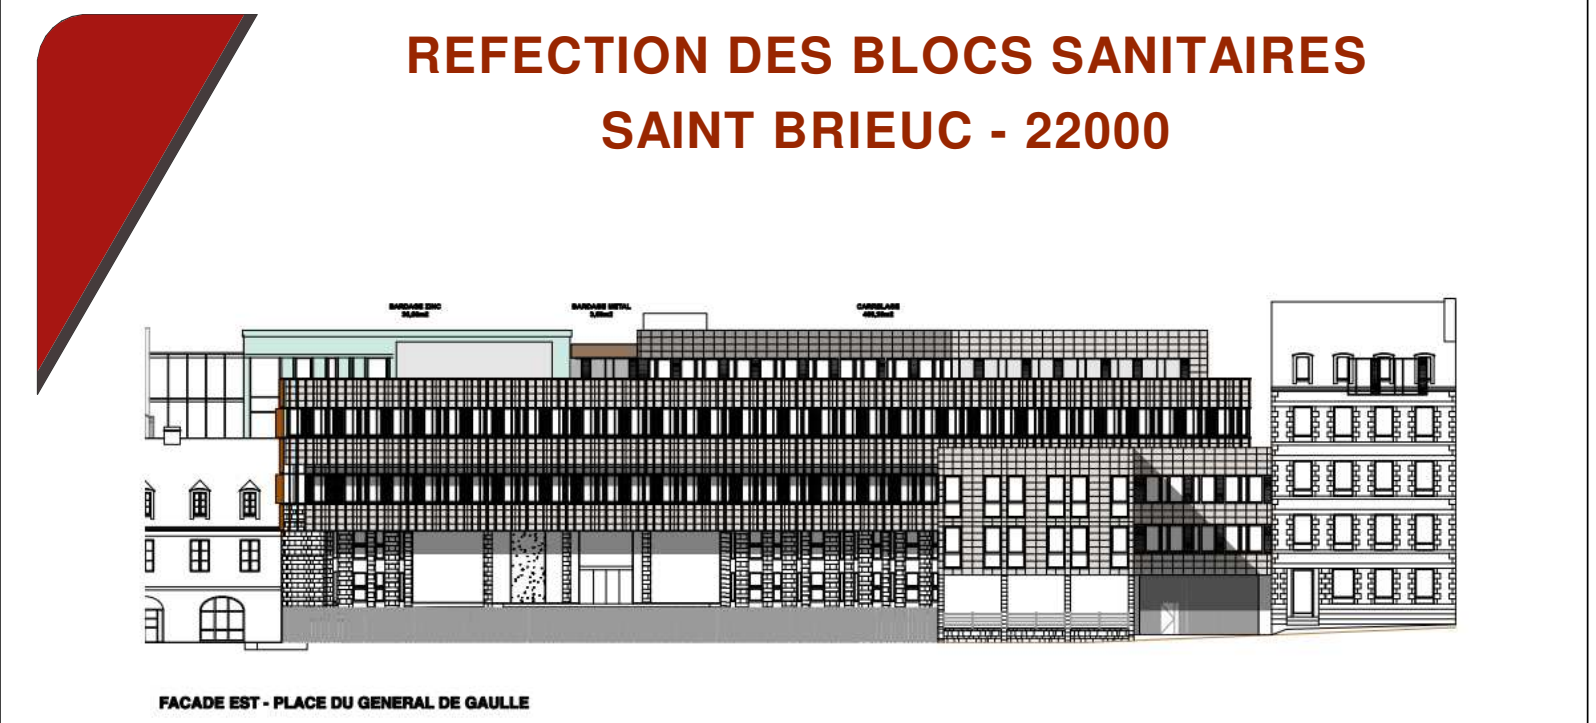 REFECTION DES BLOCS SANITAIRES
SAINT BRIEUC - 22000
BARDAGE ZINC
BARDAGE METAL
CARRELAGE
FACADE EST - PLACE DU GENERAL DE GAULLE